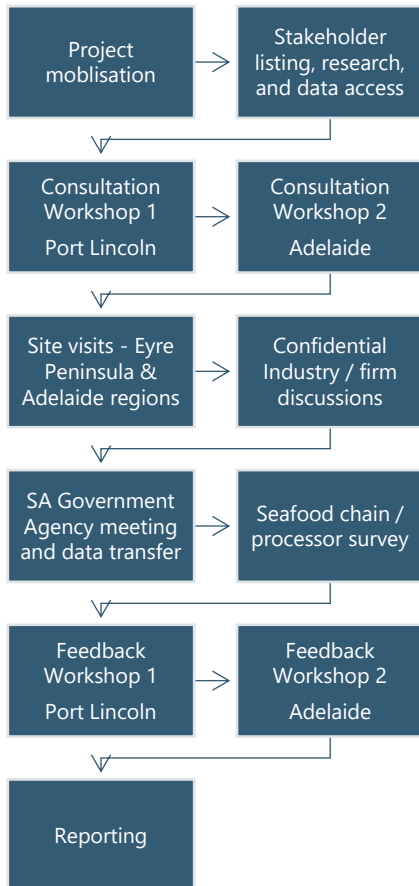 Project
moblisation
Stakeholder
listing, research,
and data access
Consultation
Workshop 1
Port Lincoln
Consultation
Workshop 2
Adelaide
Site visits - Eyre
Peninsula &
Adelaide regions
Confidential
Industry / firm
discussions
SA Government
Agency meeting
and data transfer
Seafood chain /
processor survey
Feedback
Workshop 1
Port Lincoln
Feedback
Workshop 2
Adelaide
Reporting